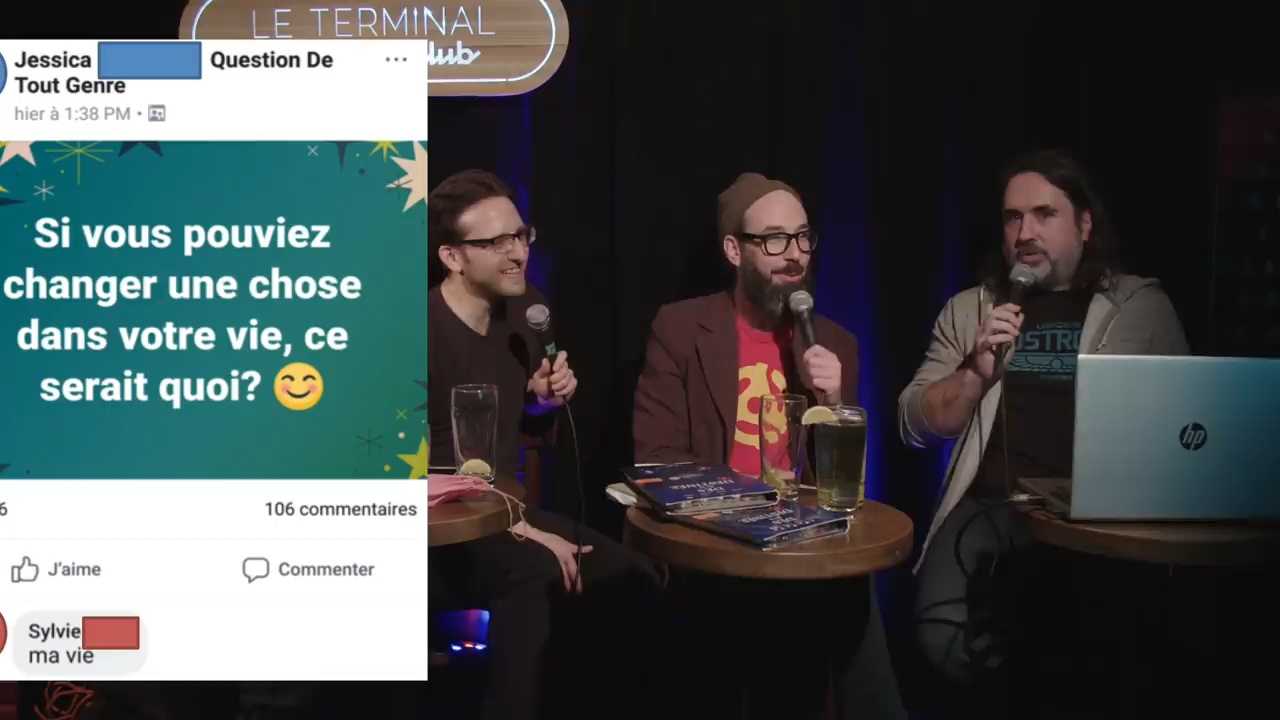 LE TERMINAL
club
Jessica Question De
Tout Genre
hier à 1:38 PM
Si vous pouviez
changer une chose
dans votre vie, ce
serait quoi? 😊
6
106 commentaires
J'aime
Commenter
Sylvie
ma vie
hp